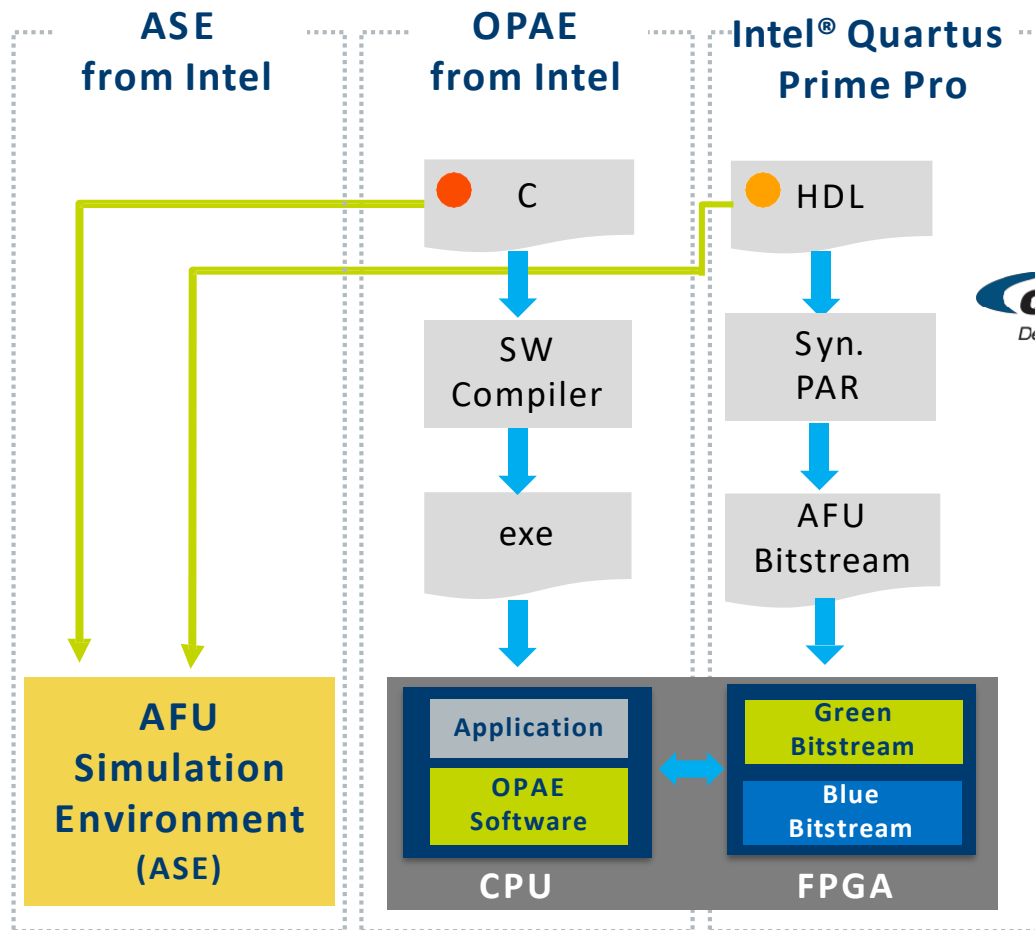 ASE
from Intel
OPAE
from Intel
Intel® Quartus
Prime Pro
C
HDL
SW
Compiler
Syn.
PAR
exe
AFU
Bitstream
AFU
Simulation
Environment
(ASE)
Application
OPAE
Software
Green
Bitstream
Blue
Bitstream
CPU
FPGA